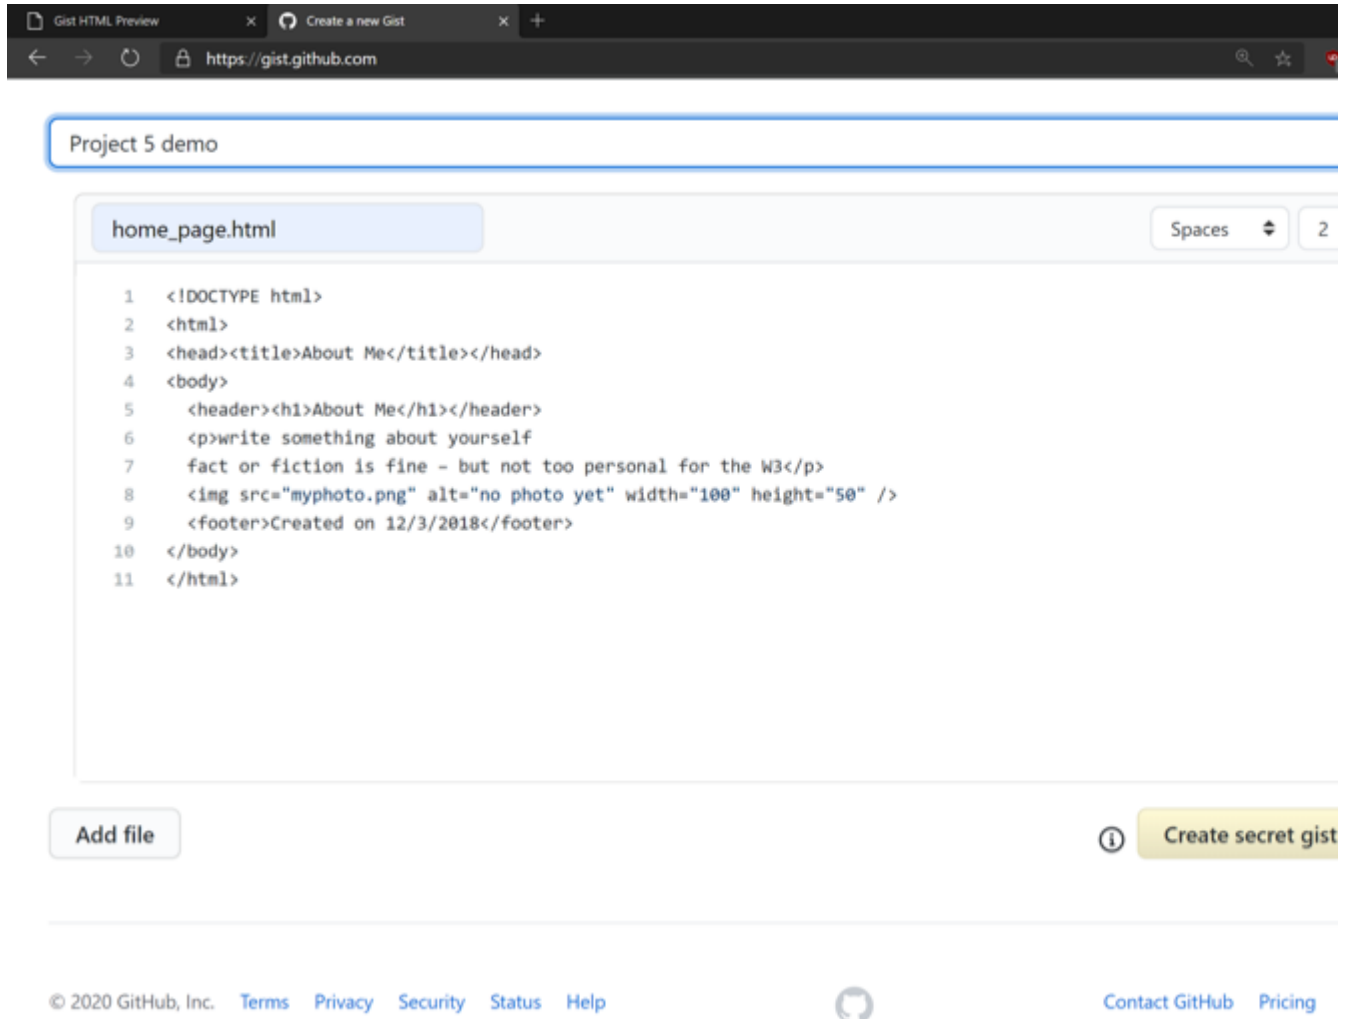 Gist HTML Preview
Create a new Gist
https://gist.github.com
Project 5 demo
home_page.html
Spaces
2
1 <!DOCTYPE html>
2 <html>
3 <head><title>About Me</title></head>
4 <body>
5 <header><h1>About Me</h1></header>
6 <p>write something about yourself
7 fact or fiction is fine – but not too personal for the W3</p>
8 <img src="myphoto.png" alt="no photo yet" width="100" height="50" />
9 <footer>Created on 12/3/2018</footer>
10 </body>
11 </html>
Add file
Create secret gist
© 2020 GitHub, Inc. Terms Privacy Security Status Help
Contact GitHub Pricing